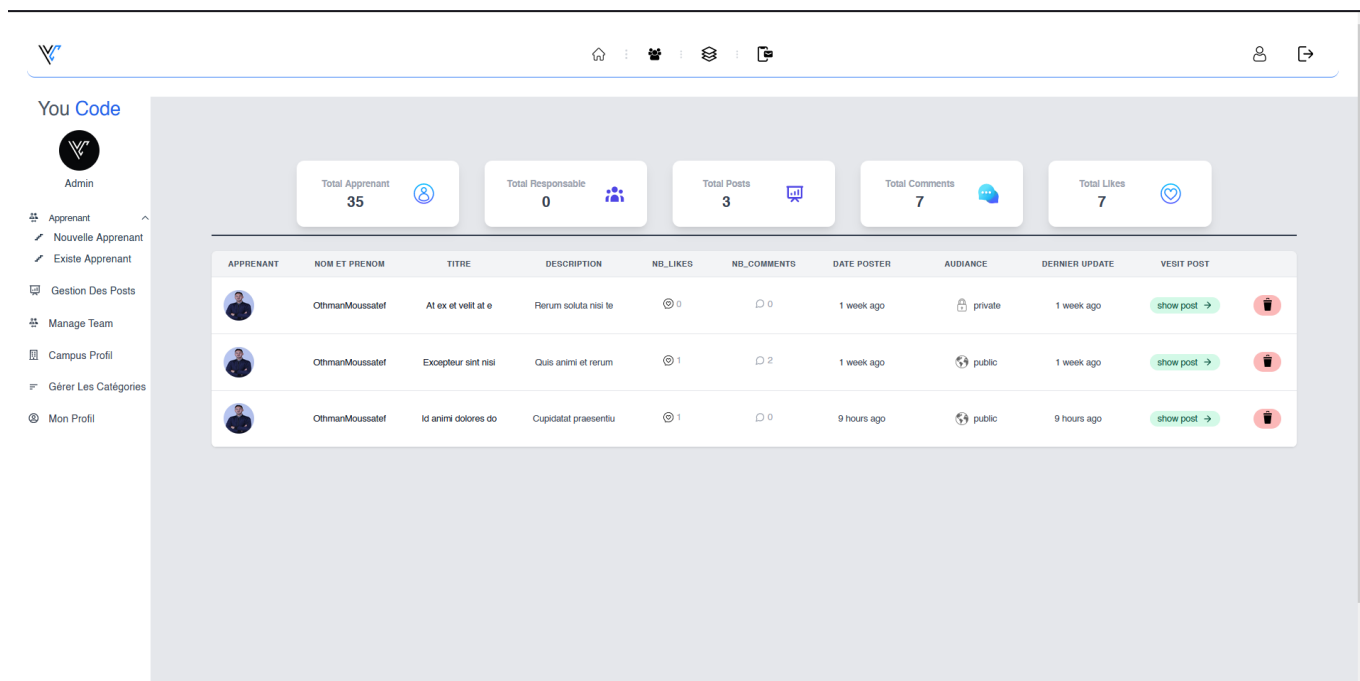 You Code
Admin
Apprenant
Nouvelle Apprenant
Existe Apprenant
Gestion Des Posts
Manage Team
Campus Profil
Gérer Les Catégories
Mon Profil
Total Apprenant
35
Total Responsable
0
Total Posts
3
Total Comments
7
Total Likes
7
APPRENANT NOM ET PRENOM TITRE DESCRIPTION NB_LIKES NB_COMMENTS DATE POSTER AUDIANCE DERNIER UPDATE VESIT POST
OthmanMoussatef At ex et velit at e Rerum soluta nisi te 0 0 1 week ago private 1 week ago show post
OthmanMoussatef Excepteur sint nisi Quis animi et rerum 1 2 1 week ago public 1 week ago show post
OthmanMoussatef Id animi dolores do Cupidatat praesentiu 1 0 9 hours ago public 9 hours ago show post